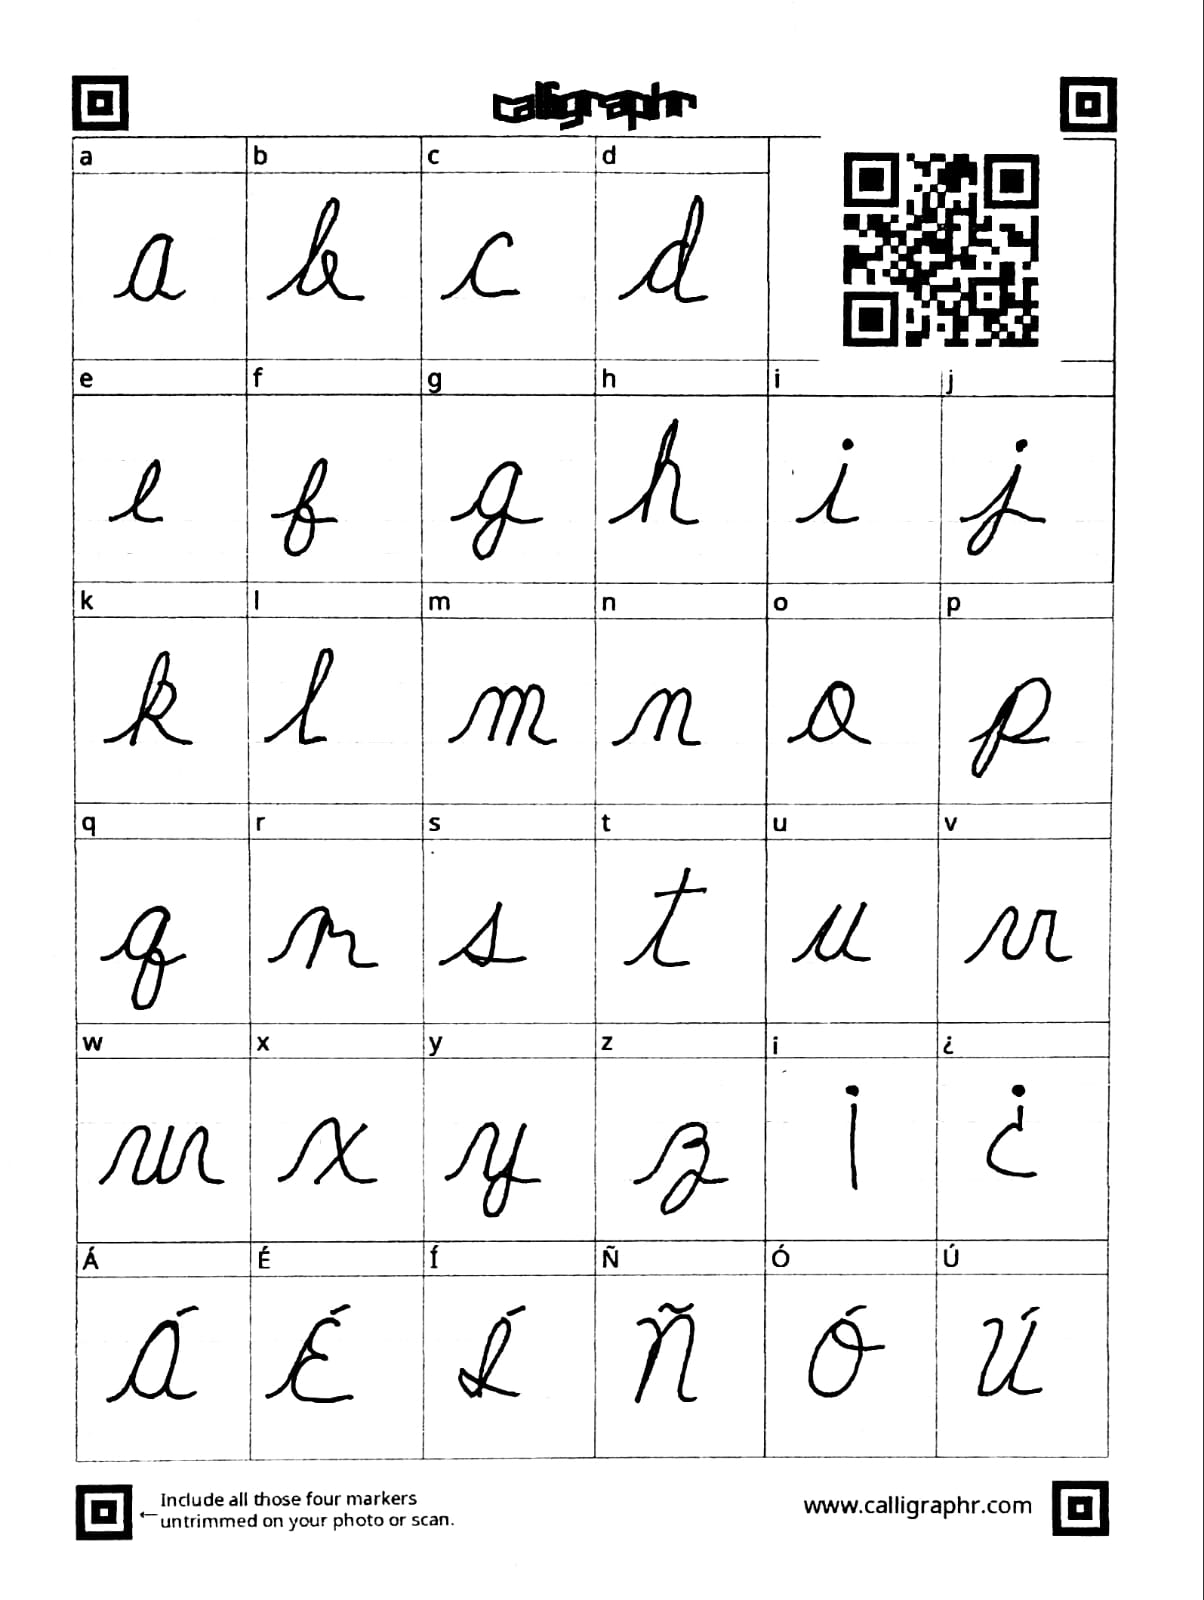 calligraphr
a b c d
a b c d
e f g h i j
e f g h i j
k l m n o p
k l m n o p
q r s t u v
q r s t u v
w x y z ¡ ¿
w x y z ¡ ¿
Á É Í Ñ Ó Ú
Á É Í Ñ Ó Ú
←Include all those four markers
untrimmed on your photo or scan.
www.calligraphr.com